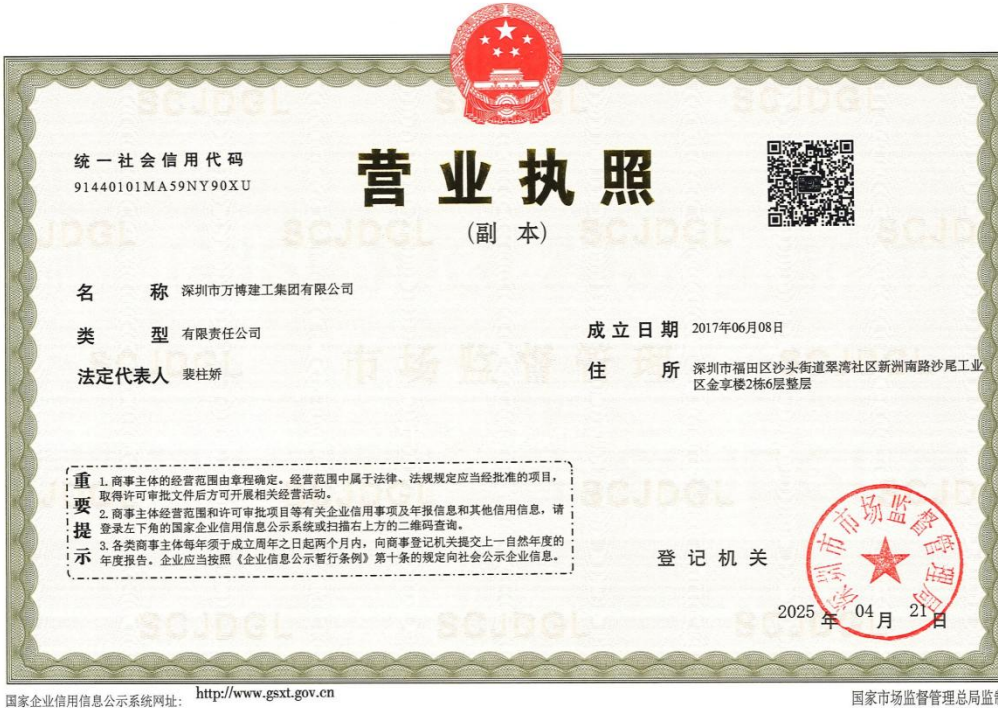 统一社会信用代码
91440101MA59NY90XU
营业执照
(副 本)
名 称 深圳市万博建工集团有限公司
类 型 有限责任公司
法定代表人 裴柱娇
成立日期 2017年06月08日
住 所 深圳市福田区沙头街道翠湾社区新洲南路沙尾工业
区金享楼2栋6层整层
重要提示
1. 商事主体的经营范围由章程确定。经营范围中属于法律、法规规定应当经批准的项目，
取得许可审批文件后方可开展相关经营活动。
2. 商事主体经营范围和许可审批项目等有关企业信用事项及年报信息和其他信用信息，请
登录左下角的国家企业信用信息公示系统或扫描右上方的二维码查询。
3. 各类商事主体每年须于成立周年之日起两个月内，向商事登记机关提交上一自然年度的
年度报告。企业应当按照《企业信息公示暂行条例》第十条的规定向社会公示企业信息。
登记机关
深圳市市场监督管理局
2025 年 04 月 21 日
国家企业信用信息公示系统网址： http://www.gsxt.gov.cn
国家市场监督管理总局监制
SCJDGL
市场监督管理